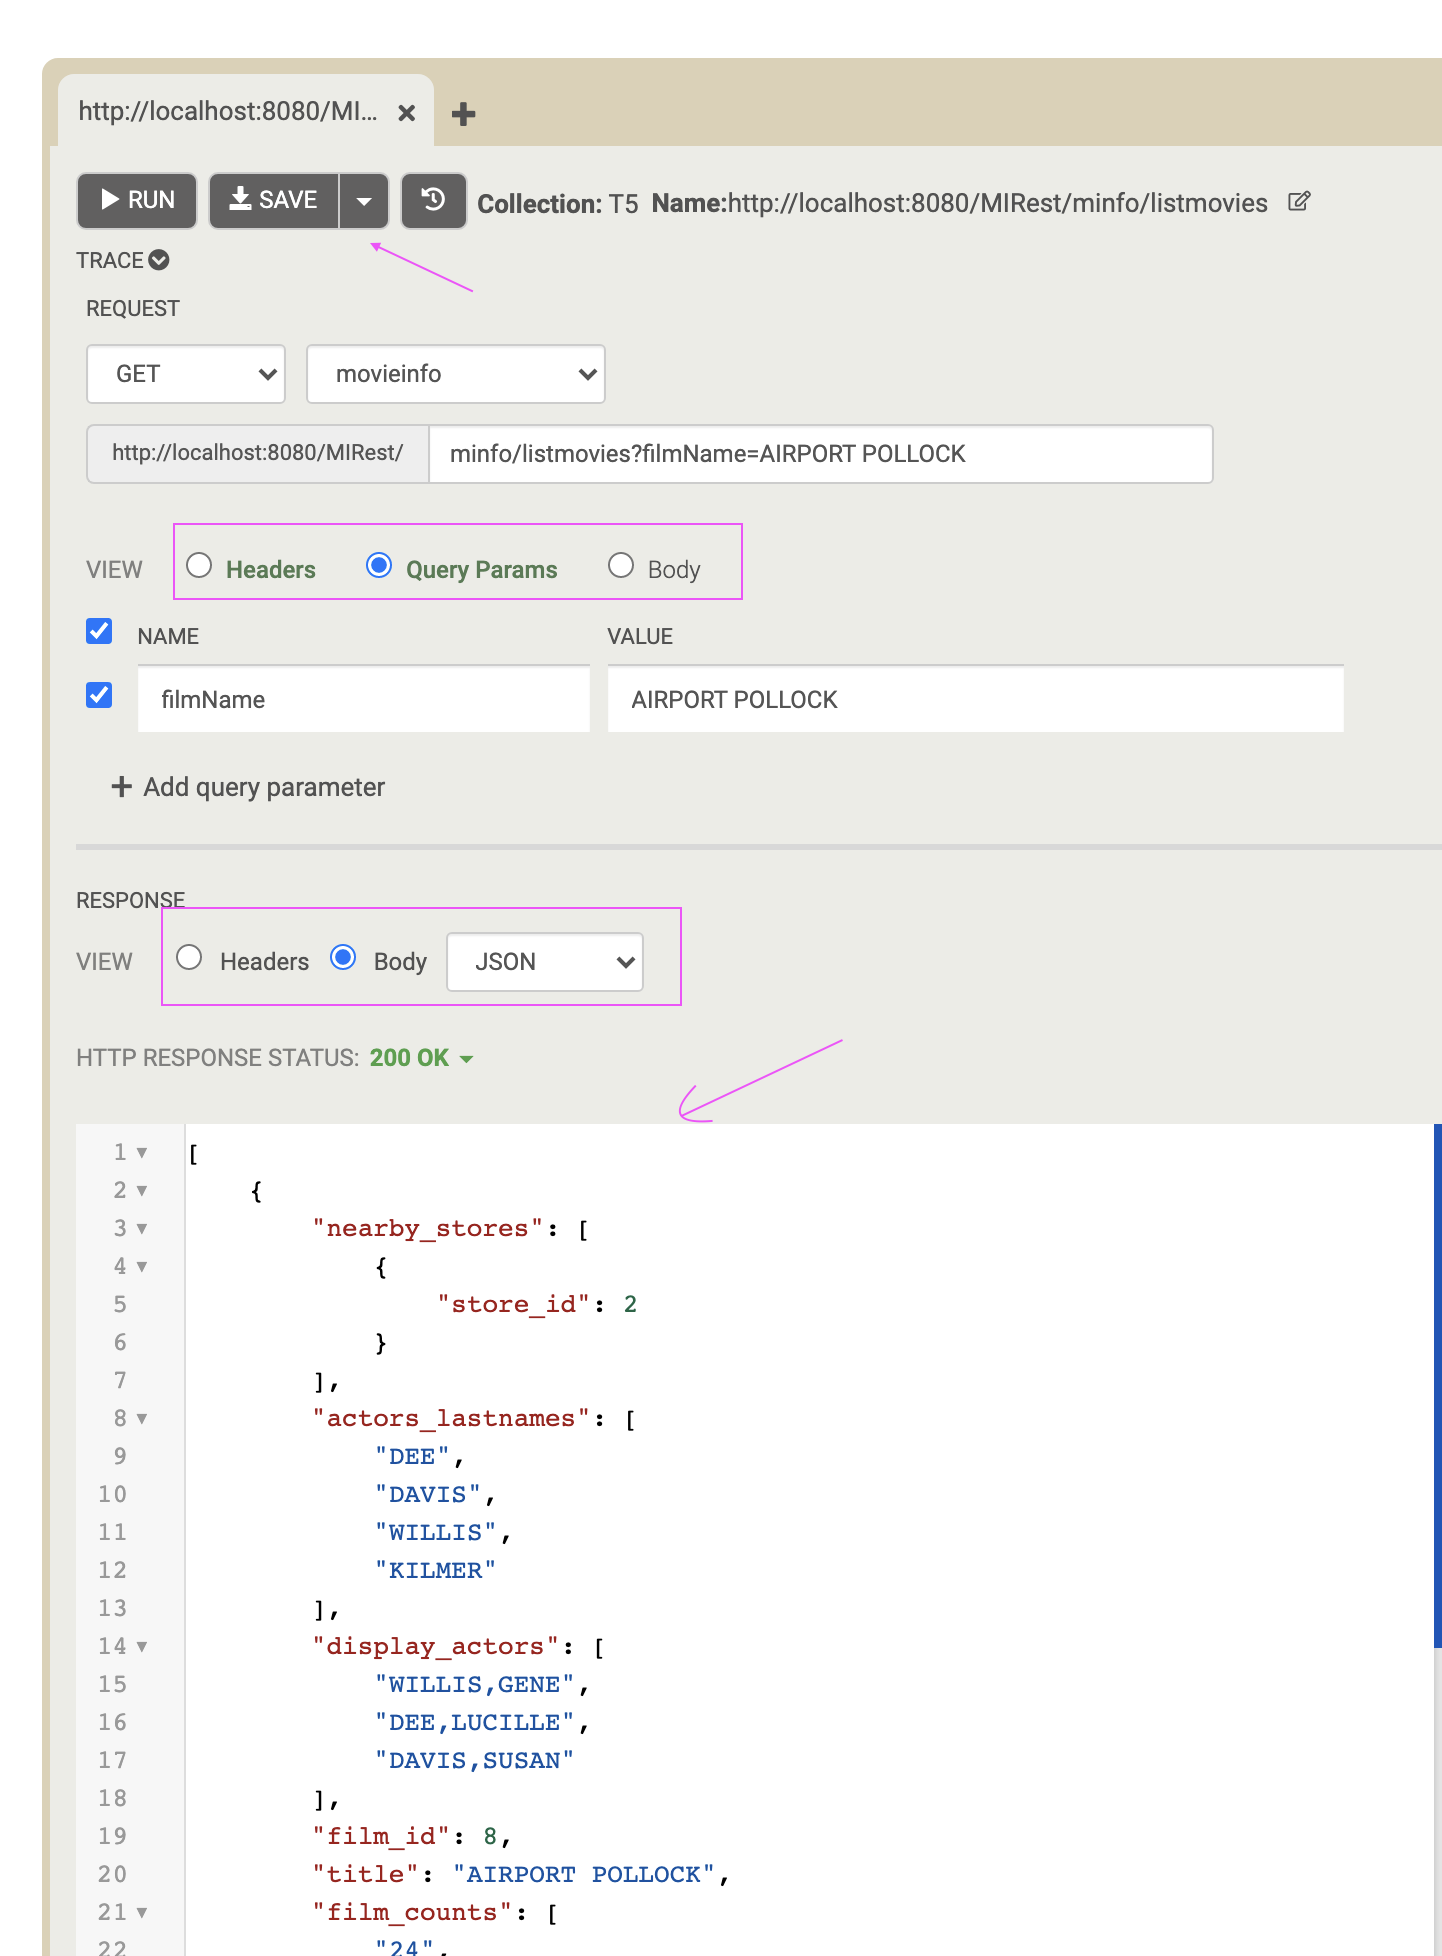 http://localhost:8080/MI...
RUN SAVE Collection: T5 Name:http://localhost:8080/MIRest/minfo/listmovies
TRACE
REQUEST
GET movieinfo
http://localhost:8080/MIRest/ minfo/listmovies?filmName=AIRPORT POLLOCK
VIEW Headers Query Params Body
NAME VALUE
filmName AIRPORT POLLOCK
+ Add query parameter
RESPONSE
VIEW Headers Body JSON
HTTP RESPONSE STATUS: 200 OK
1 [
2 {
3 "nearby_stores": [
4 {
5 "store_id": 2
6 }
7 ],
8 "actors_lastnames": [
9 "DEE",
10 "DAVIS",
11 "WILLIS",
12 "KILMER"
13 ],
14 "display_actors": [
15 "WILLIS,GENE",
16 "DEE,LUCILLE",
17 "DAVIS,SUSAN"
18 ],
19 "film_id": 8,
20 "title": "AIRPORT POLLOCK",
21 "film_counts": [
22 "24",